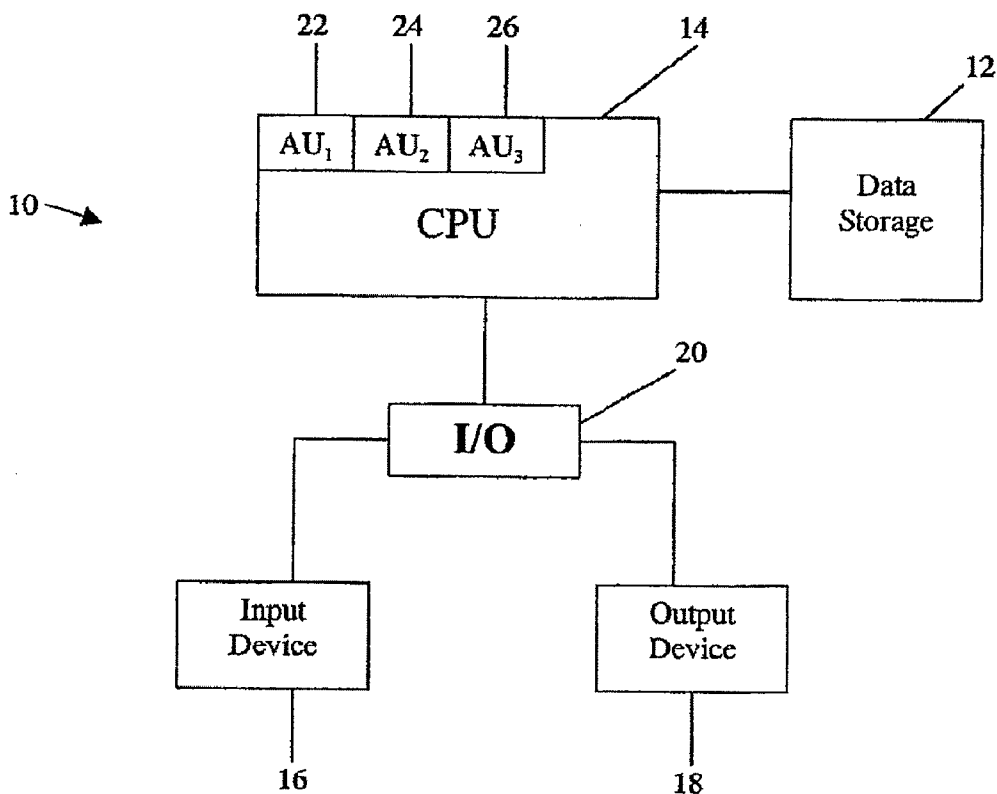 22 24 26 14
12
AU₁ AU₂ AU₃
Data
Storage
10
CPU
20
I/O
Input
Device
Output
Device
16 18